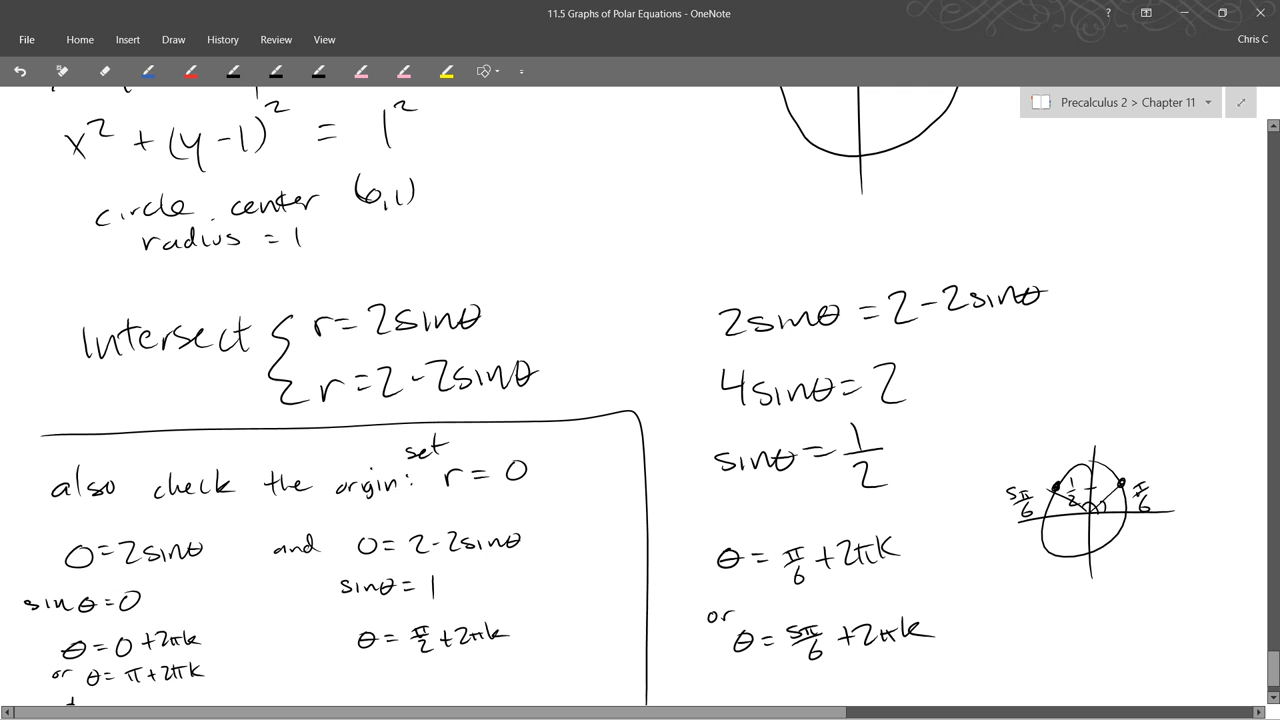 11.5 Graphs of Polar Equations - OneNote
?
File Home Insert Draw History Review View
Chris C
Precalculus 2 > Chapter 11
x² + (y-1)² = 1²
circle. center (0,1)
radius = 1
Intersect { r = 2sinθ
{ r = 2-2sinθ
also check the origin: set r = 0
0 = 2sinθ and 0 = 2-2sinθ
sinθ = 0
sinθ = 1
θ = 0 + 2πk
θ = π/2 + 2πk
or θ = π + 2πk
2sinθ = 2-2sinθ
4sinθ = 2
sinθ = 1/2
5π/6 1/2 π/6
θ = π/6 + 2πk
or
θ = 5π/6 + 2πk